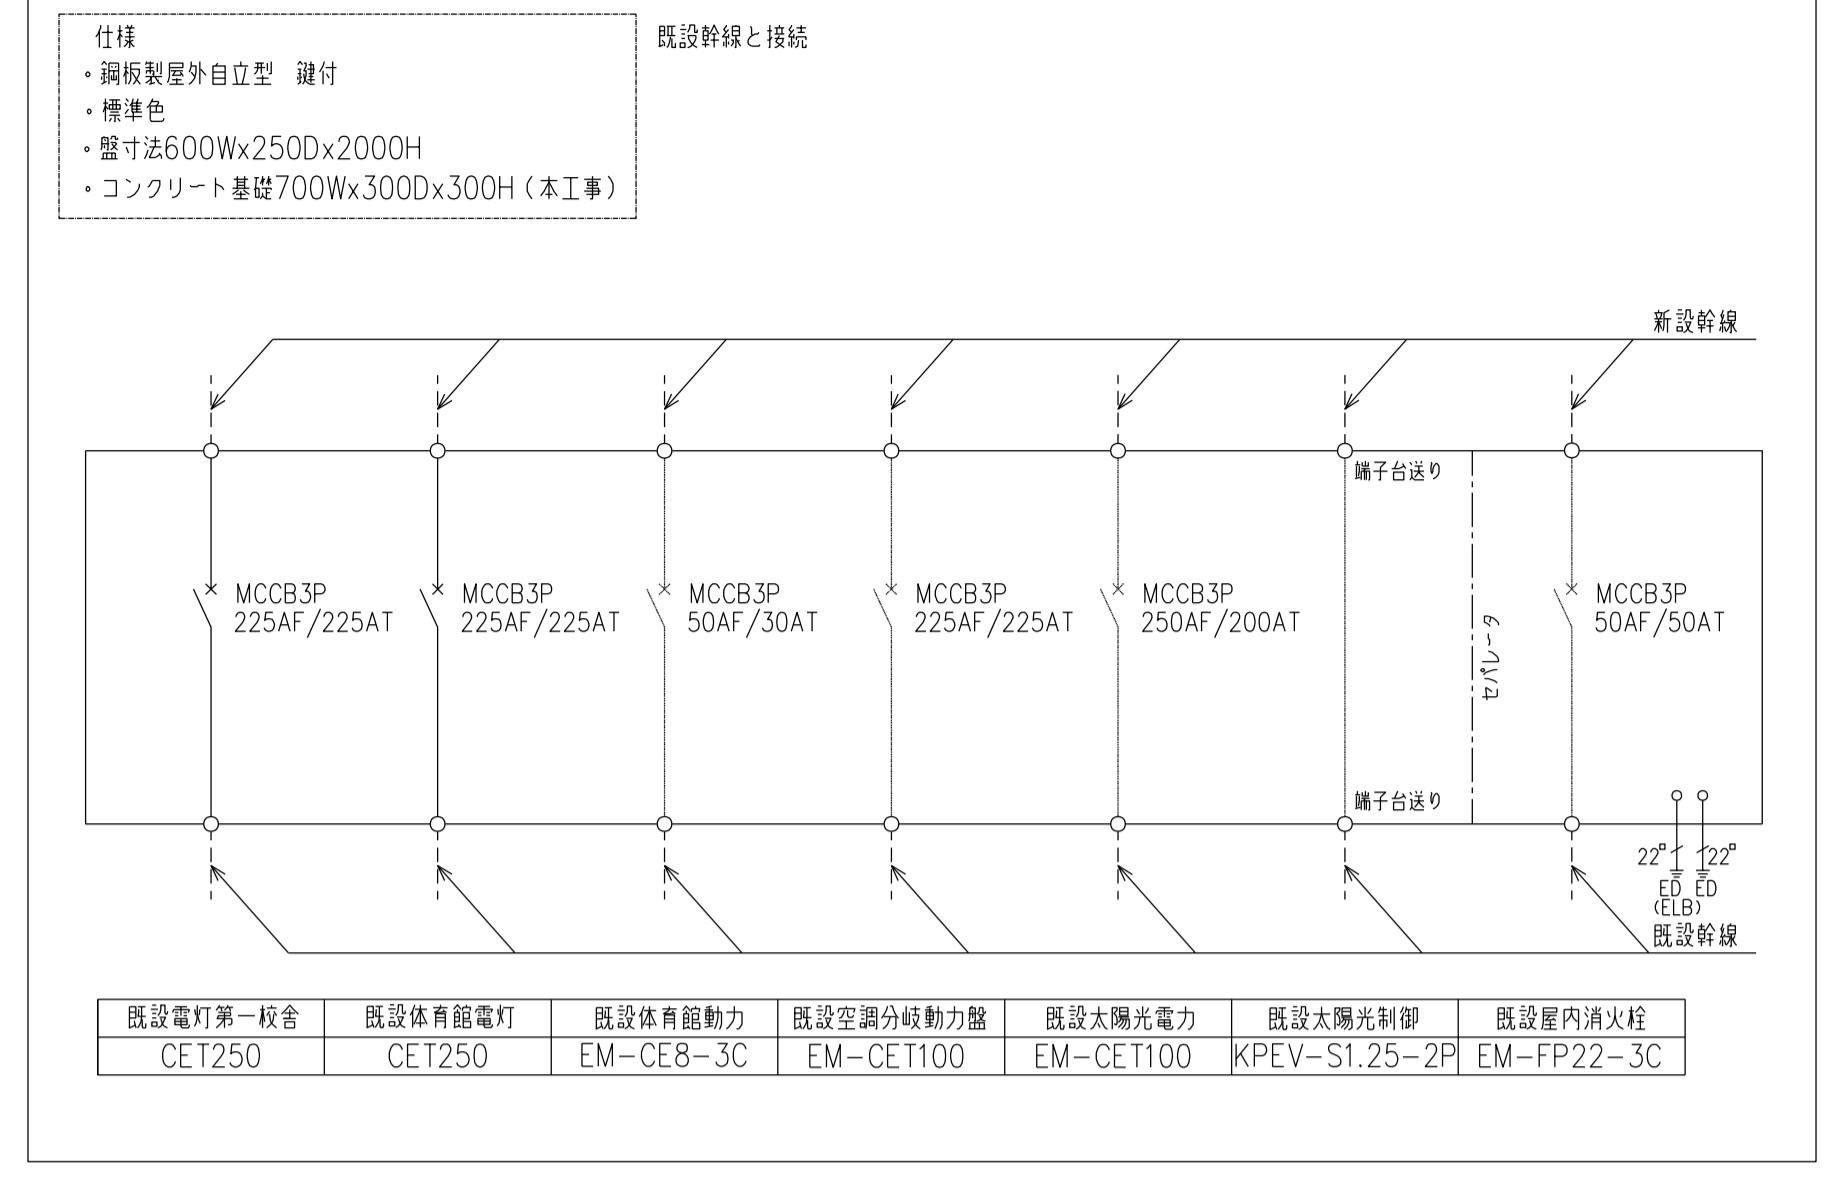 仕様
。鋼板製屋外自立型　鍵付
。標準色
。盤寸法600Wx250Dx2000H
。コンクリート基礎700Wx300Dx300H（本工事）
既設幹線と接続
新設幹線
端子台送り
MCCB3P
225AF/225AT
MCCB3P
225AF/225AT
MCCB3P
50AF/30AT
MCCB3P
225AF/225AT
MCCB3P
250AF/200AT
セパレータ
MCCB3P
50AF/50AT
端子台送り
22□ 22□
ED ED
(ELB)
既設幹線
既設電灯第一校舎 既設体育館電灯 既設体育館動力 既設空調分岐動力盤 既設太陽光電力 既設太陽光制御 既設屋内消火栓
CET250 CET250 EM-CE8-3C EM-CET100 EM-CET100 KPEV-S1.25-2P EM-FP22-3C